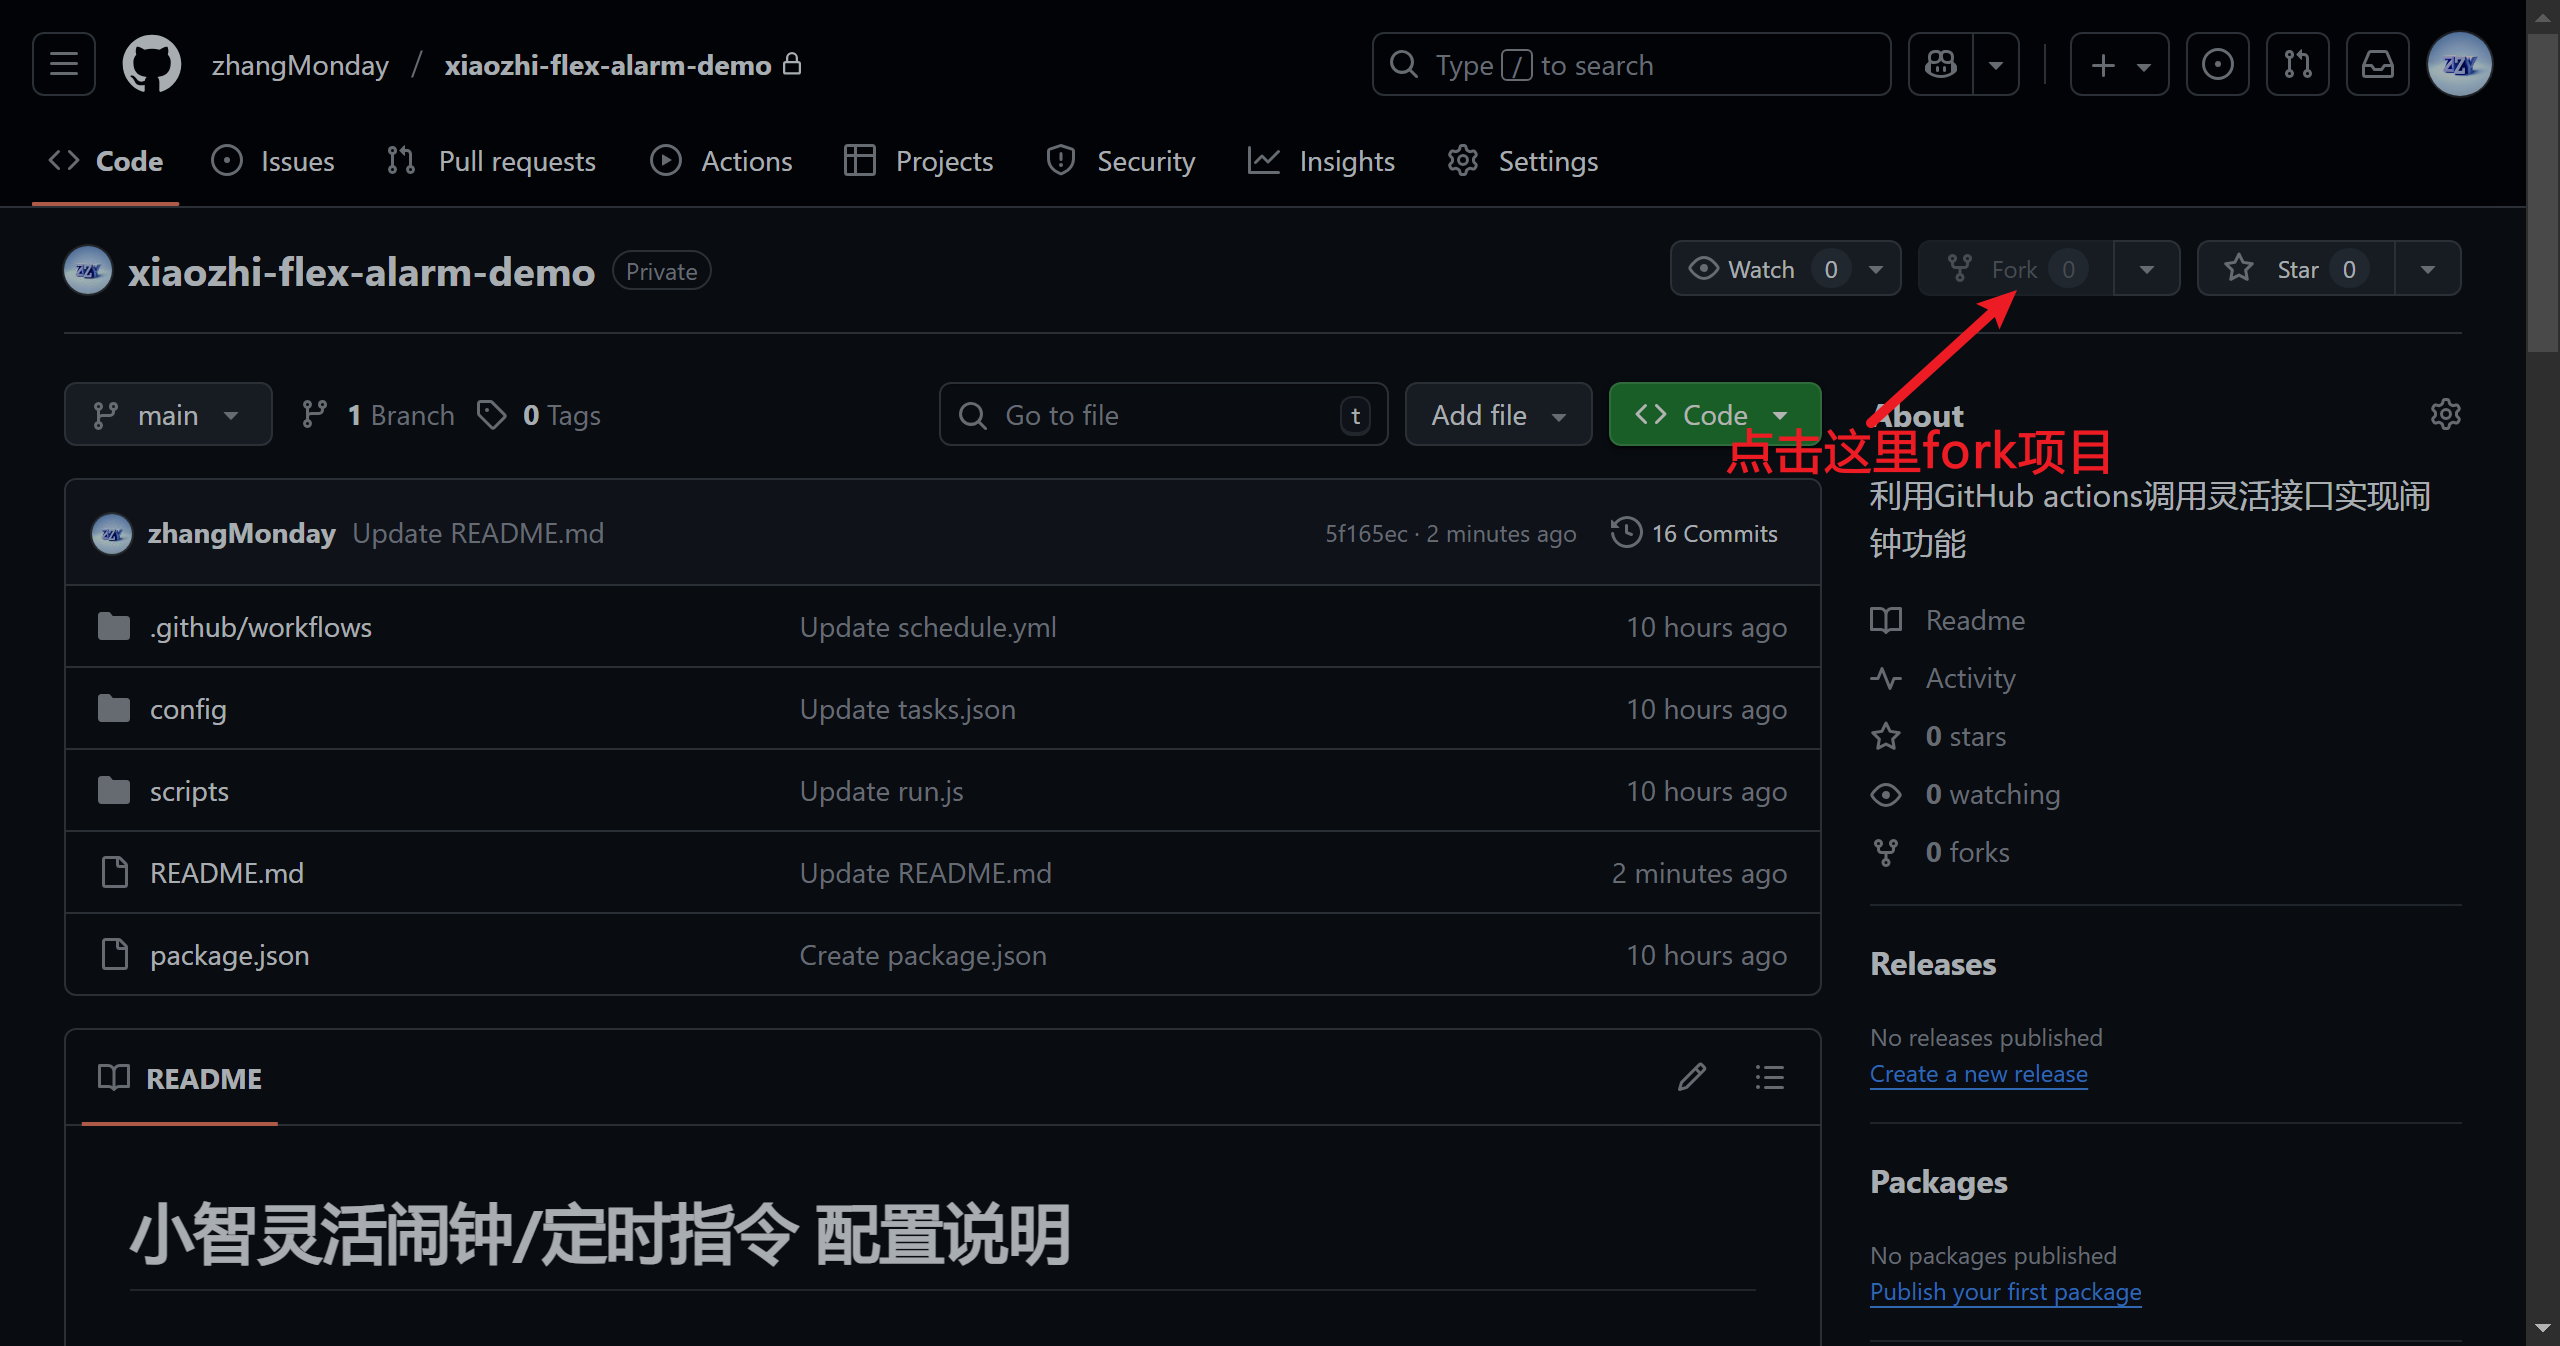 zhangMonday / xiaozhi-flex-alarm-demo
Type / to search
Code Issues Pull requests Actions Projects Security Insights Settings
xiaozhi-flex-alarm-demo Private
Watch 0 Fork 0 Star 0
main 1 Branch 0 Tags
Go to file t Add file Code
点击这里fork项目
zhangMonday Update README.md 5f165ec · 2 minutes ago 16 Commits
.github/workflows Update schedule.yml 10 hours ago
config Update tasks.json 10 hours ago
scripts Update run.js 10 hours ago
README.md Update README.md 2 minutes ago
package.json Create package.json 10 hours ago
README
小智灵活闹钟/定时指令 配置说明
About
利用GitHub actions调用灵活接口实现闹
钟功能
Readme
Activity
0 stars
0 watching
0 forks
Releases
No releases published
Create a new release
Packages
No packages published
Publish your first package
ZZY
ZZY
ZZY